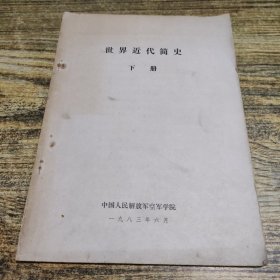 世界近代简史
下册
中国人民解放军空军学院
一九八三年六月